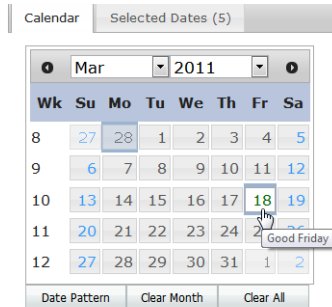 Calendar Selected Dates (5)
Mar 2011
Wk Su Mo Tu We Th Fr Sa
8 27 28 1 2 3 4 5
9 6 7 8 9 10 11 12
10 13 14 15 16 17 18 19
11 20 21 22 23 24
Good Friday
12 27 28 29 30 31 1 2
Date Pattern Clear Month Clear All